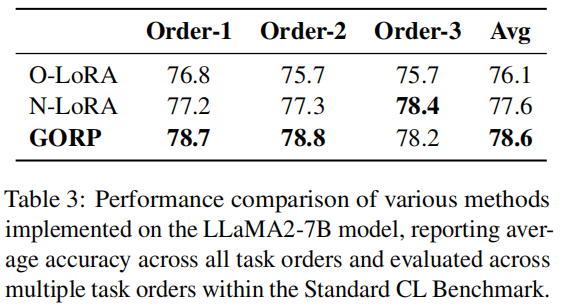 Order-1 Order-2 Order-3 Avg
O-LoRA 76.8 75.7 75.7 76.1
N-LoRA 77.2 77.3 78.4 77.6
GORP 78.7 78.8 78.2 78.6
Table 3: Performance comparison of various methods
implemented on the LLaMA2-7B model, reporting aver-
age accuracy across all task orders and evaluated across
multiple task orders within the Standard CL Benchmark.